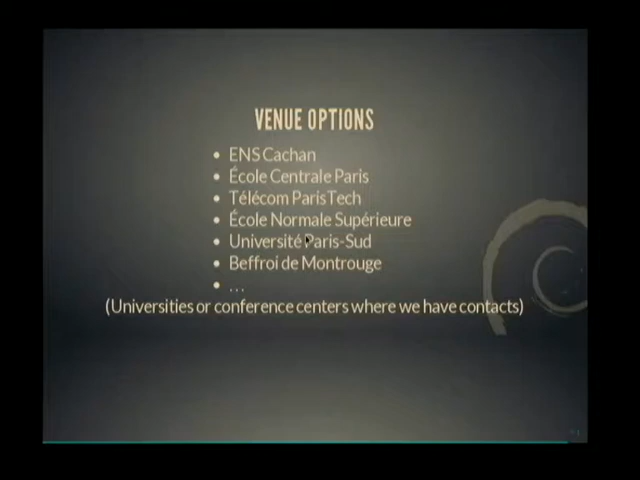 VENUE OPTIONS
• ENS Cachan
• École Centrale Paris
• Télécom ParisTech
• École Normale Supérieure
• Université Paris-Sud
• Beffroi de Montrouge
• ...
(Universities or conference centers where we have contacts)